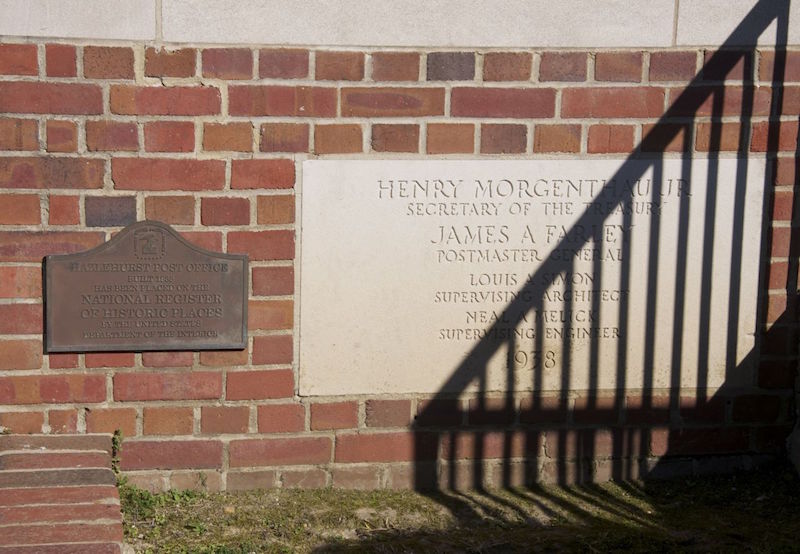 HAZLEHURST POST OFFICE
BUILT 1938
HAS BEEN PLACED ON THE
NATIONAL REGISTER
OF HISTORIC PLACES
BY THE UNITED STATES
DEPARTMENT OF THE INTERIOR
HENRY MORGENTHAU JR.
SECRETARY OF THE TREASURY
JAMES A FARLEY
POSTMASTER GENERAL
LOUIS A SIMON
SUPERVISING ARCHITECT
NEAL A MELICK
SUPERVISING ENGINEER
1938